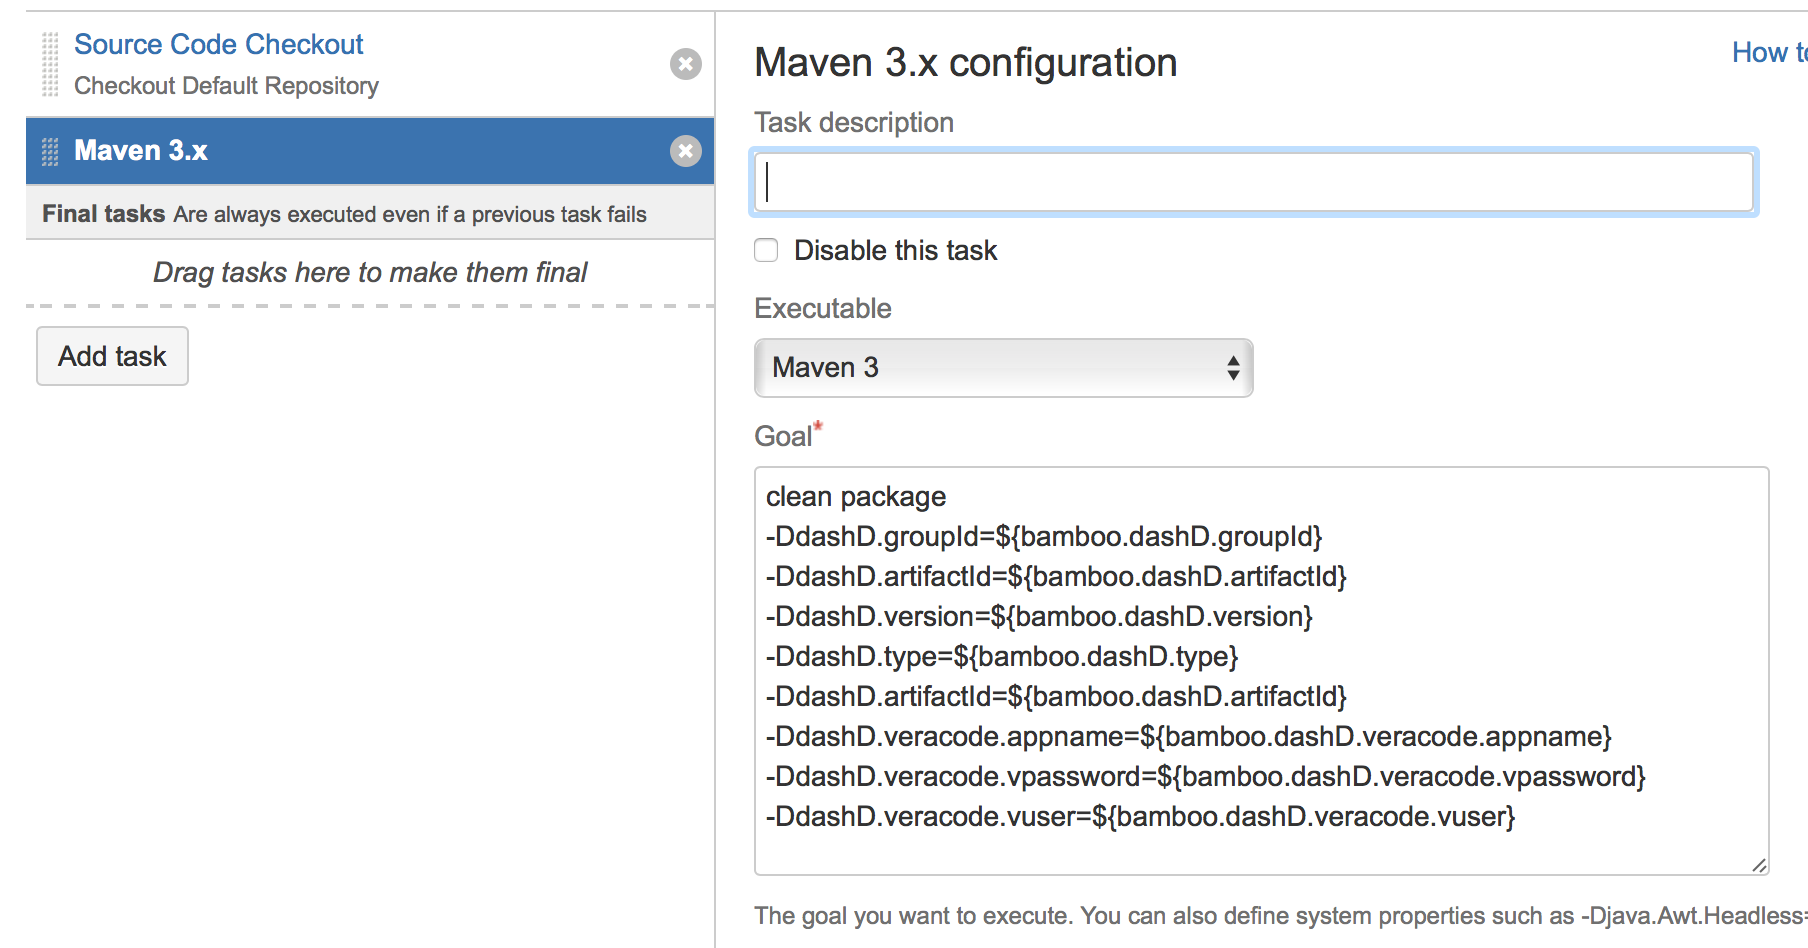 Source Code Checkout
Checkout Default Repository
Maven 3.x
Final tasks Are always executed even if a previous task fails
Drag tasks here to make them final
Add task
Maven 3.x configuration
How to
Task description
Disable this task
Executable
Maven 3
Goal*
clean package
-DdashD.groupId=${bamboo.dashD.groupId}
-DdashD.artifactId=${bamboo.dashD.artifactId}
-DdashD.version=${bamboo.dashD.version}
-DdashD.type=${bamboo.dashD.type}
-DdashD.artifactId=${bamboo.dashD.artifactId}
-DdashD.veracode.appname=${bamboo.dashD.veracode.appname}
-DdashD.veracode.vpassword=${bamboo.dashD.veracode.vpassword}
-DdashD.veracode.vuser=${bamboo.dashD.veracode.vuser}
The goal you want to execute. You can also define system properties such as -Djava.Awt.Headless=